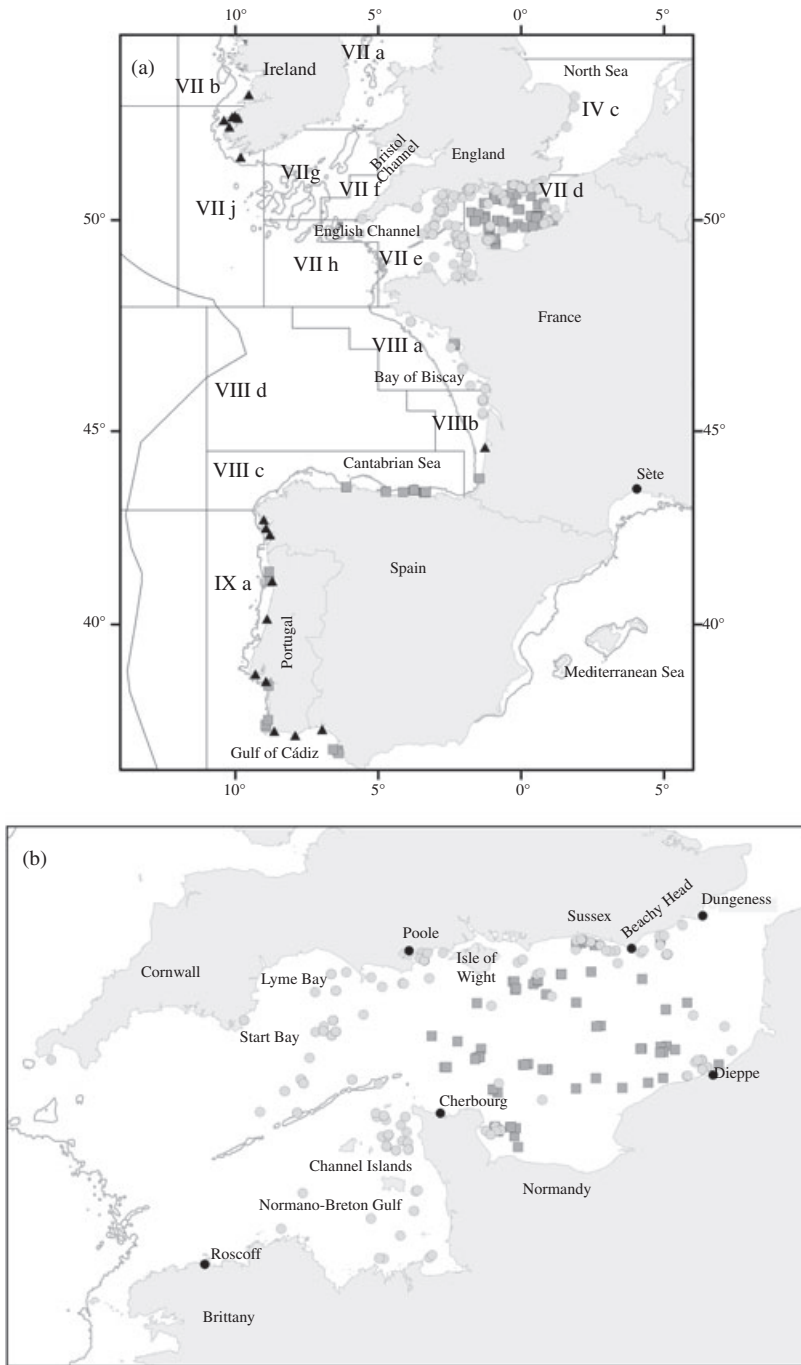 10° 5° 0° 5°
(a)
Ireland
VII a
North Sea
VII b
IV c
Bristol
Channel
England
VIIg
VII f
VII j
VII d
50°
50°
English Channel
VII h
VII e
France
VIII a
Bay of Biscay
VIII d
VIIIb
45°
45°
VIII c
Cantabrian Sea
Sète
Spain
IX a
40°
40°
Portugal
Mediterranean Sea
Gulf of Cádiz
10° 5° 0° 5°
(b)
Dungeness
Beachy Head
Sussex
Poole
Isle of
Wight
Cornwall
Lyme Bay
Start Bay
Dieppe
Cherbourg
Channel Islands
Normandy
Normano-Breton Gulf
Roscoff
Brittany